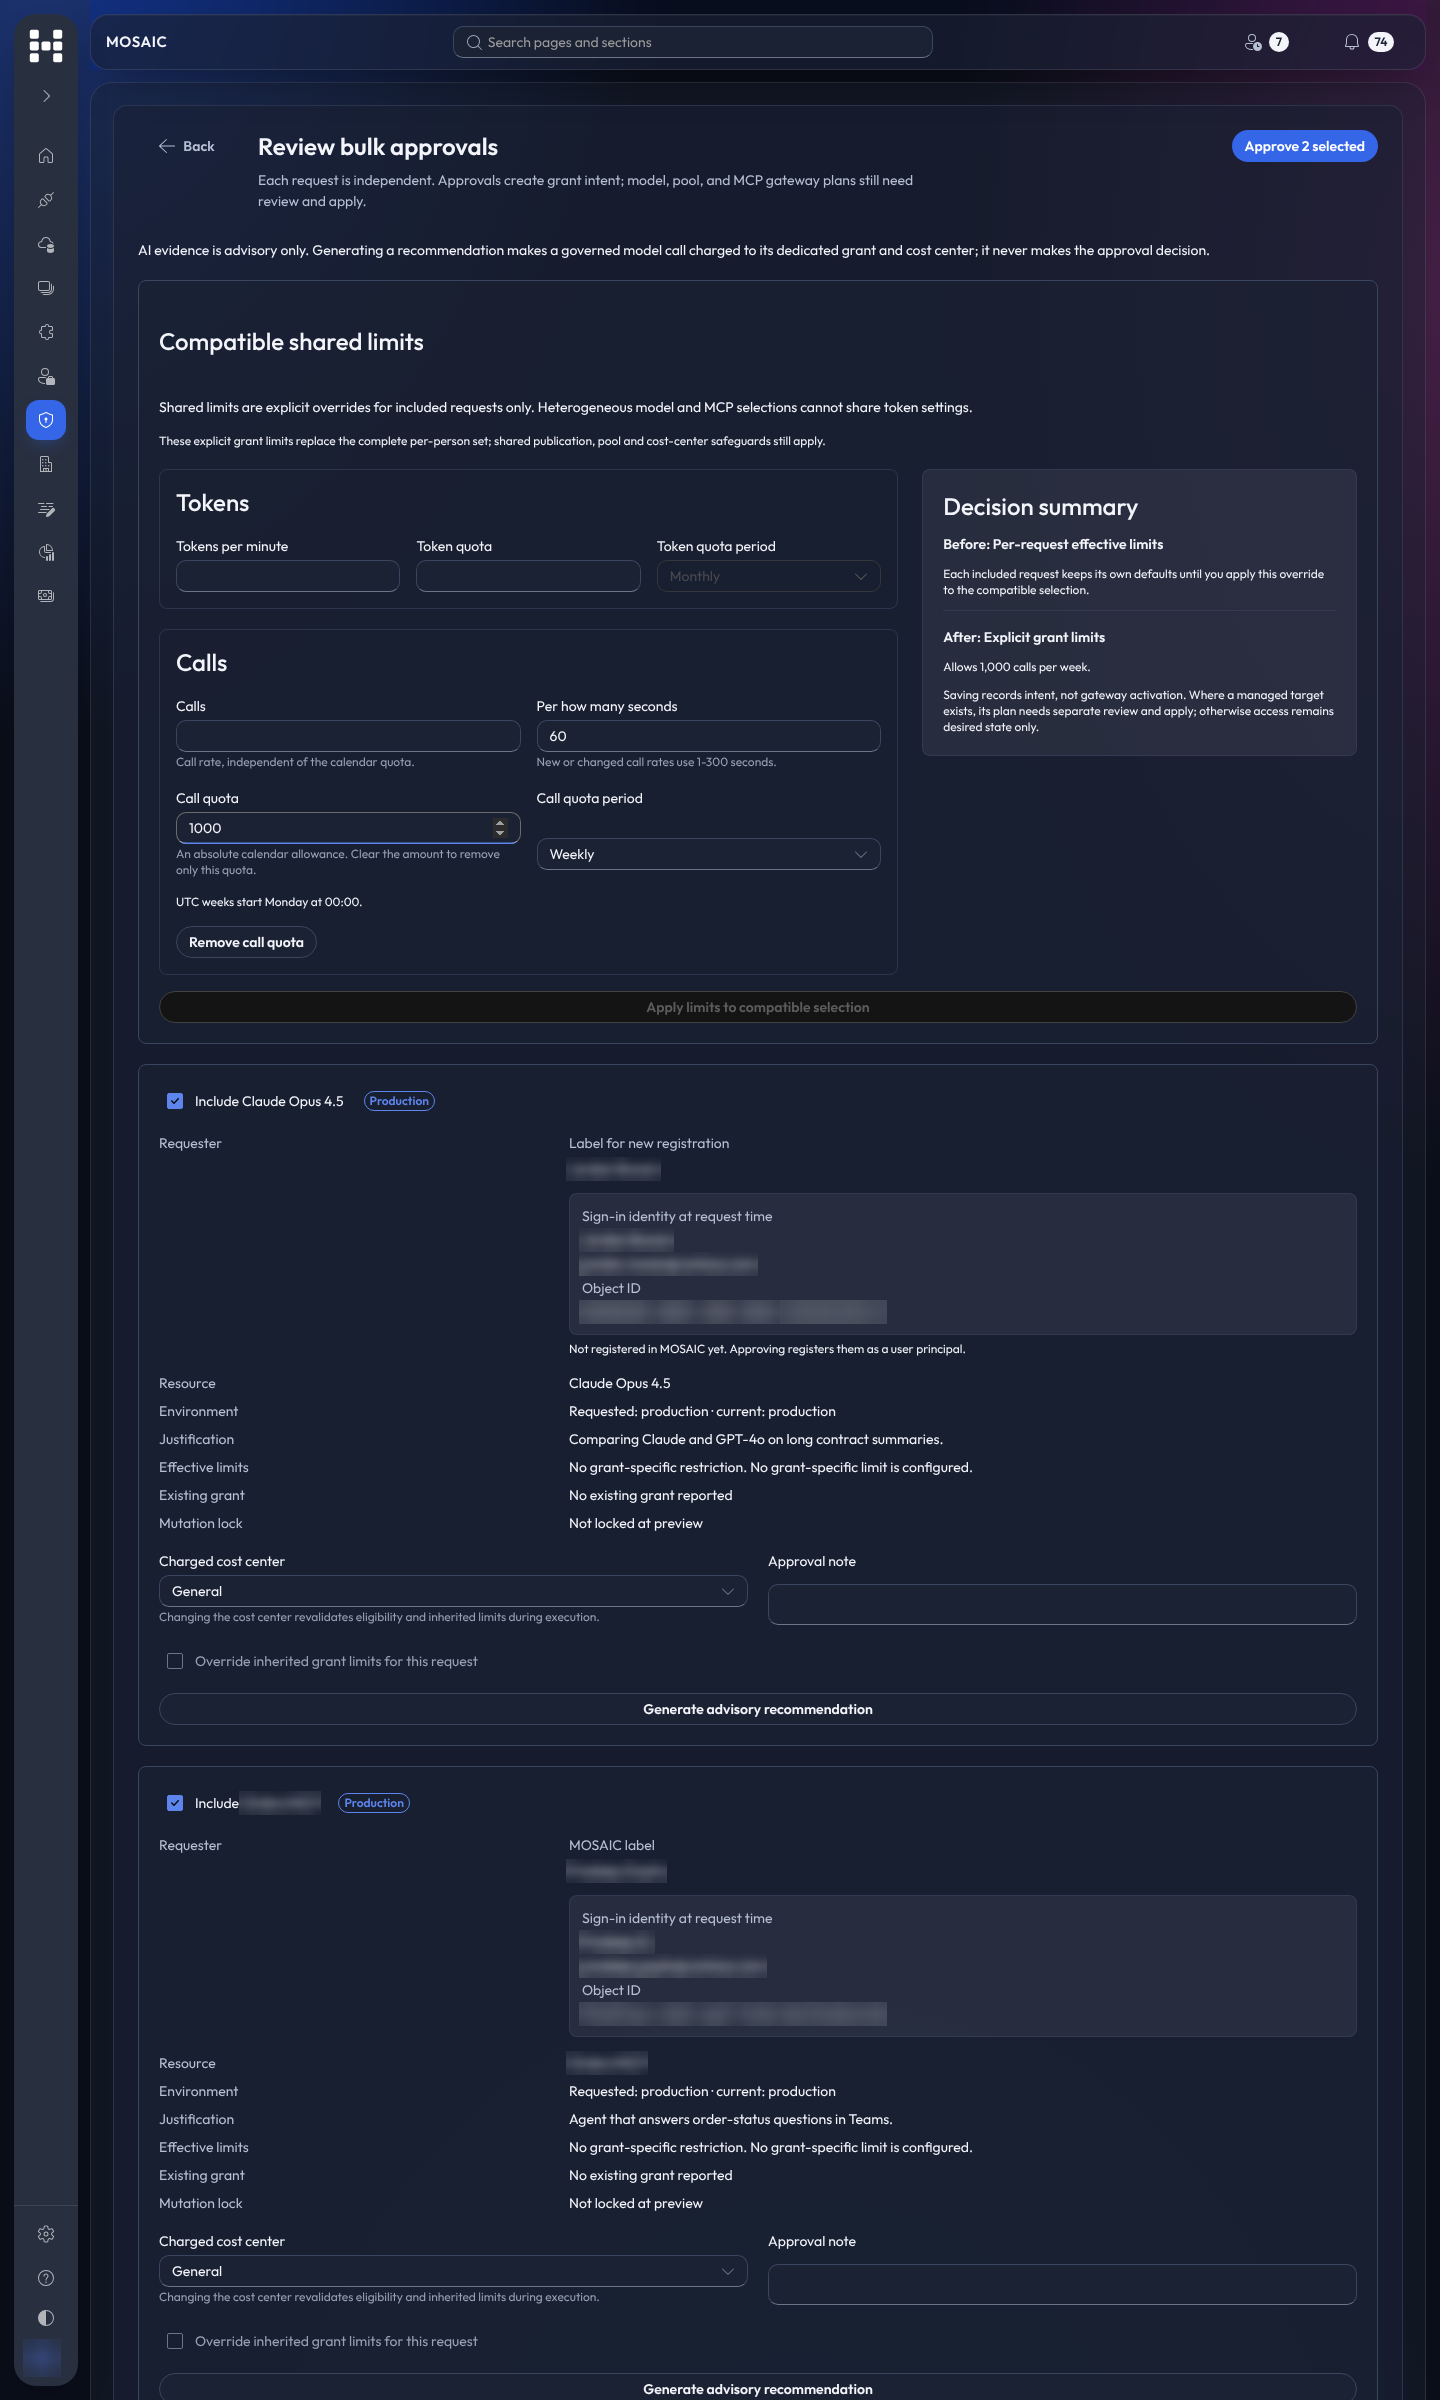 MOSAIC
Search pages and sections
7
74
Back
Review bulk approvals
Approve 2 selected
Each request is independent. Approvals create grant intent; model, pool, and MCP gateway plans still need
review and apply.
AI evidence is advisory only. Generating a recommendation makes a governed model call charged to its dedicated grant and cost center; it never makes the approval decision.
Compatible shared limits
Shared limits are explicit overrides for included requests only. Heterogeneous model and MCP selections cannot share token settings.
These explicit grant limits replace the complete per-person set; shared publication, pool and cost-center safeguards still apply.
Tokens
Tokens per minute
Token quota
Token quota period
Monthly
Calls
Calls
Per how many seconds
60
Call rate, independent of the calendar quota.
New or changed call rates use 1-300 seconds.
Call quota
Call quota period
1000
An absolute calendar allowance. Clear the amount to remove
only this quota.
Weekly
UTC weeks start Monday at 00:00.
Remove call quota
Decision summary
Before: Per-request effective limits
Each included request keeps its own defaults until you apply this override
to the compatible selection.
After: Explicit grant limits
Allows 1,000 calls per week.
Saving records intent, not gateway activation. Where a managed target
exists, its plan needs separate review and apply; otherwise access remains
desired state only.
Apply limits to compatible selection
Include Claude Opus 4.5
Production
Requester
Label for new registration
Sign-in identity at request time
Object ID
Not registered in MOSAIC yet. Approving registers them as a user principal.
Resource
Claude Opus 4.5
Environment
Requested: production · current: production
Justification
Comparing Claude and GPT-4o on long contract summaries.
Effective limits
No grant-specific restriction. No grant-specific limit is configured.
Existing grant
No existing grant reported
Mutation lock
Not locked at preview
Charged cost center
Approval note
General
Changing the cost center revalidates eligibility and inherited limits during execution.
Override inherited grant limits for this request
Generate advisory recommendation
Include
Production
Requester
MOSAIC label
Sign-in identity at request time
Object ID
Resource
Environment
Requested: production · current: production
Justification
Agent that answers order-status questions in Teams.
Effective limits
No grant-specific restriction. No grant-specific limit is configured.
Existing grant
No existing grant reported
Mutation lock
Not locked at preview
Charged cost center
Approval note
General
Changing the cost center revalidates eligibility and inherited limits during execution.
Override inherited grant limits for this request
Generate advisory recommendation